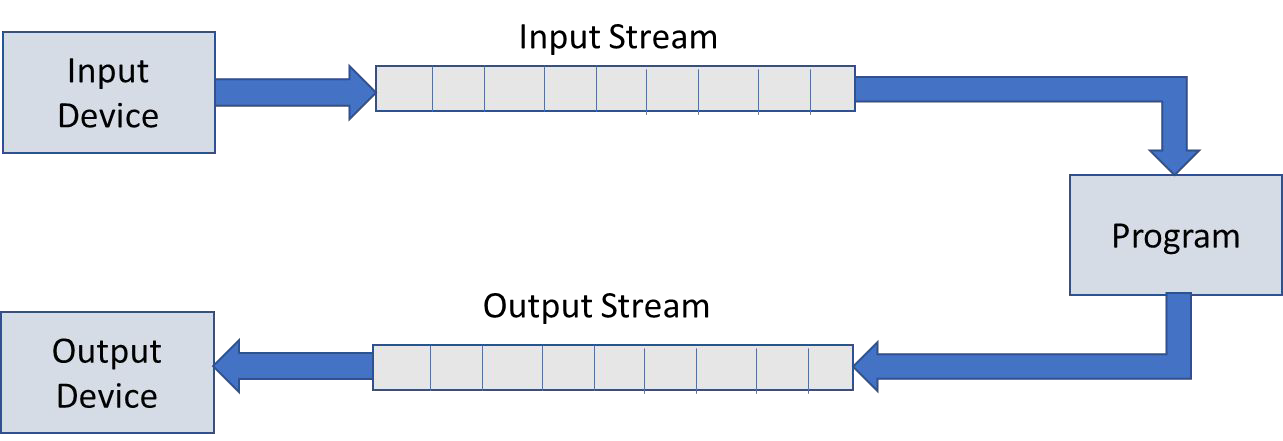 Input Stream
Input
Device
Program
Output Stream
Output
Device